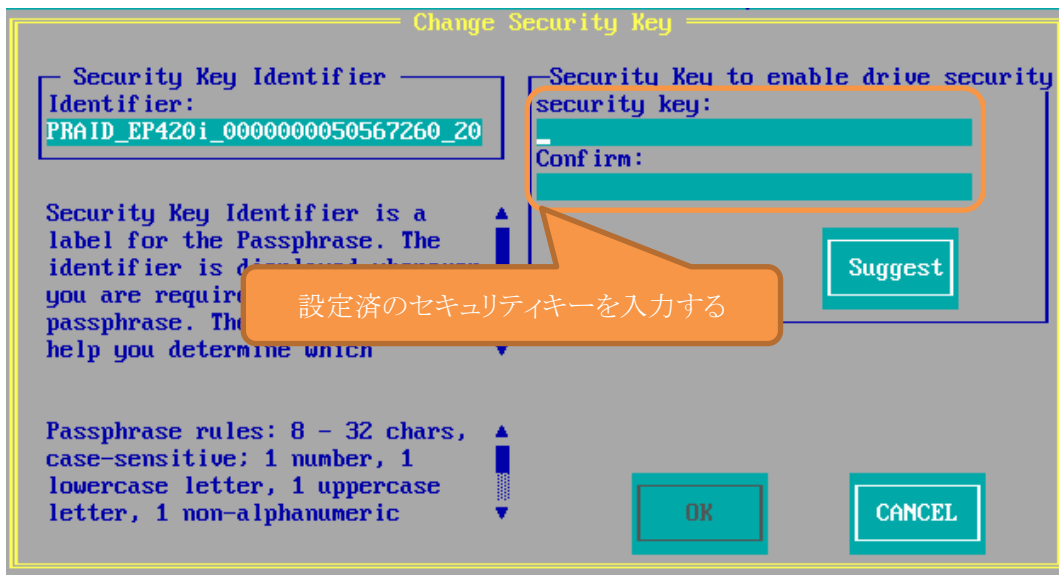 Change Security Key
Security Key Identifier
Identifier:
PRAID_EP420i_0000000050567260_20
Security Key Identifier is a
label for the Passphrase. The
identifier is
you are
passphrase.
help you determine which
Passphrase rules: 8 - 32 chars,
case-sensitive; 1 number, 1
lowercase letter, 1 uppercase
letter, 1 non-alphanumeric
Security Key to enable drive security
security key:
Confirm:
Suggest
設定済のセキュリティキーを入力する
OK
CANCEL